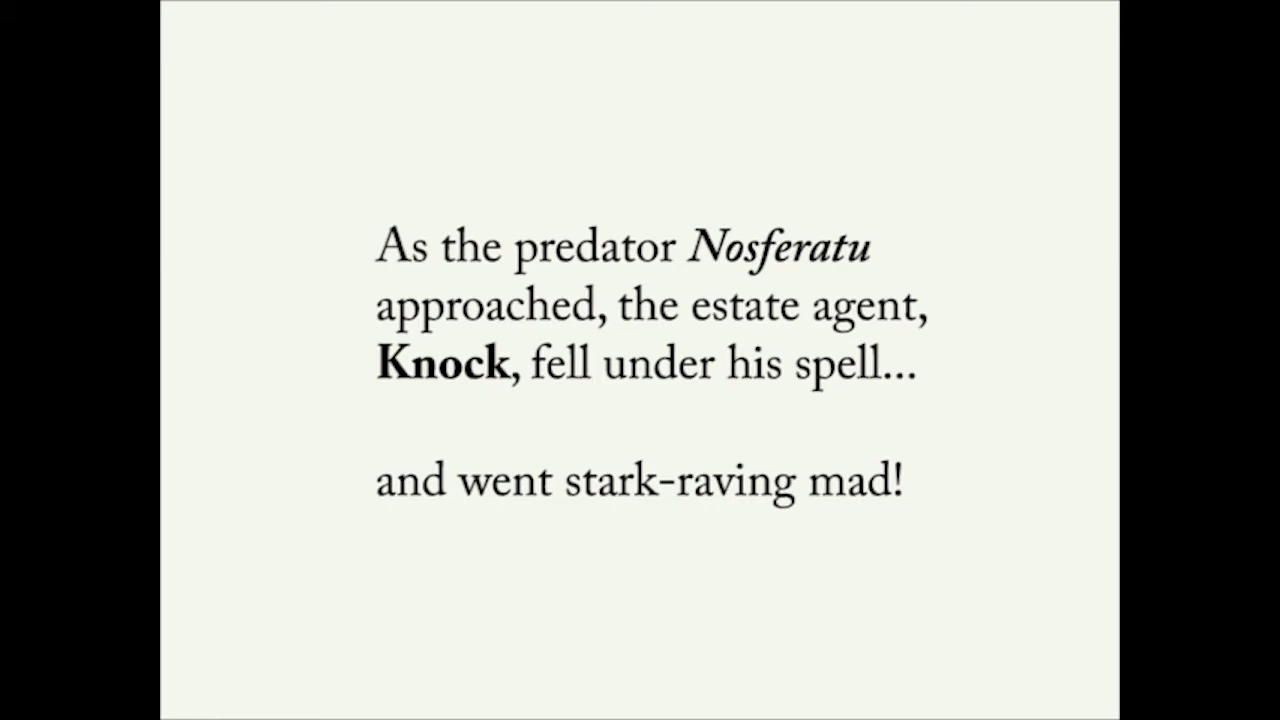 As the predator Nosferatu
approached, the estate agent,
Knock, fell under his spell...
and went stark-raving mad!